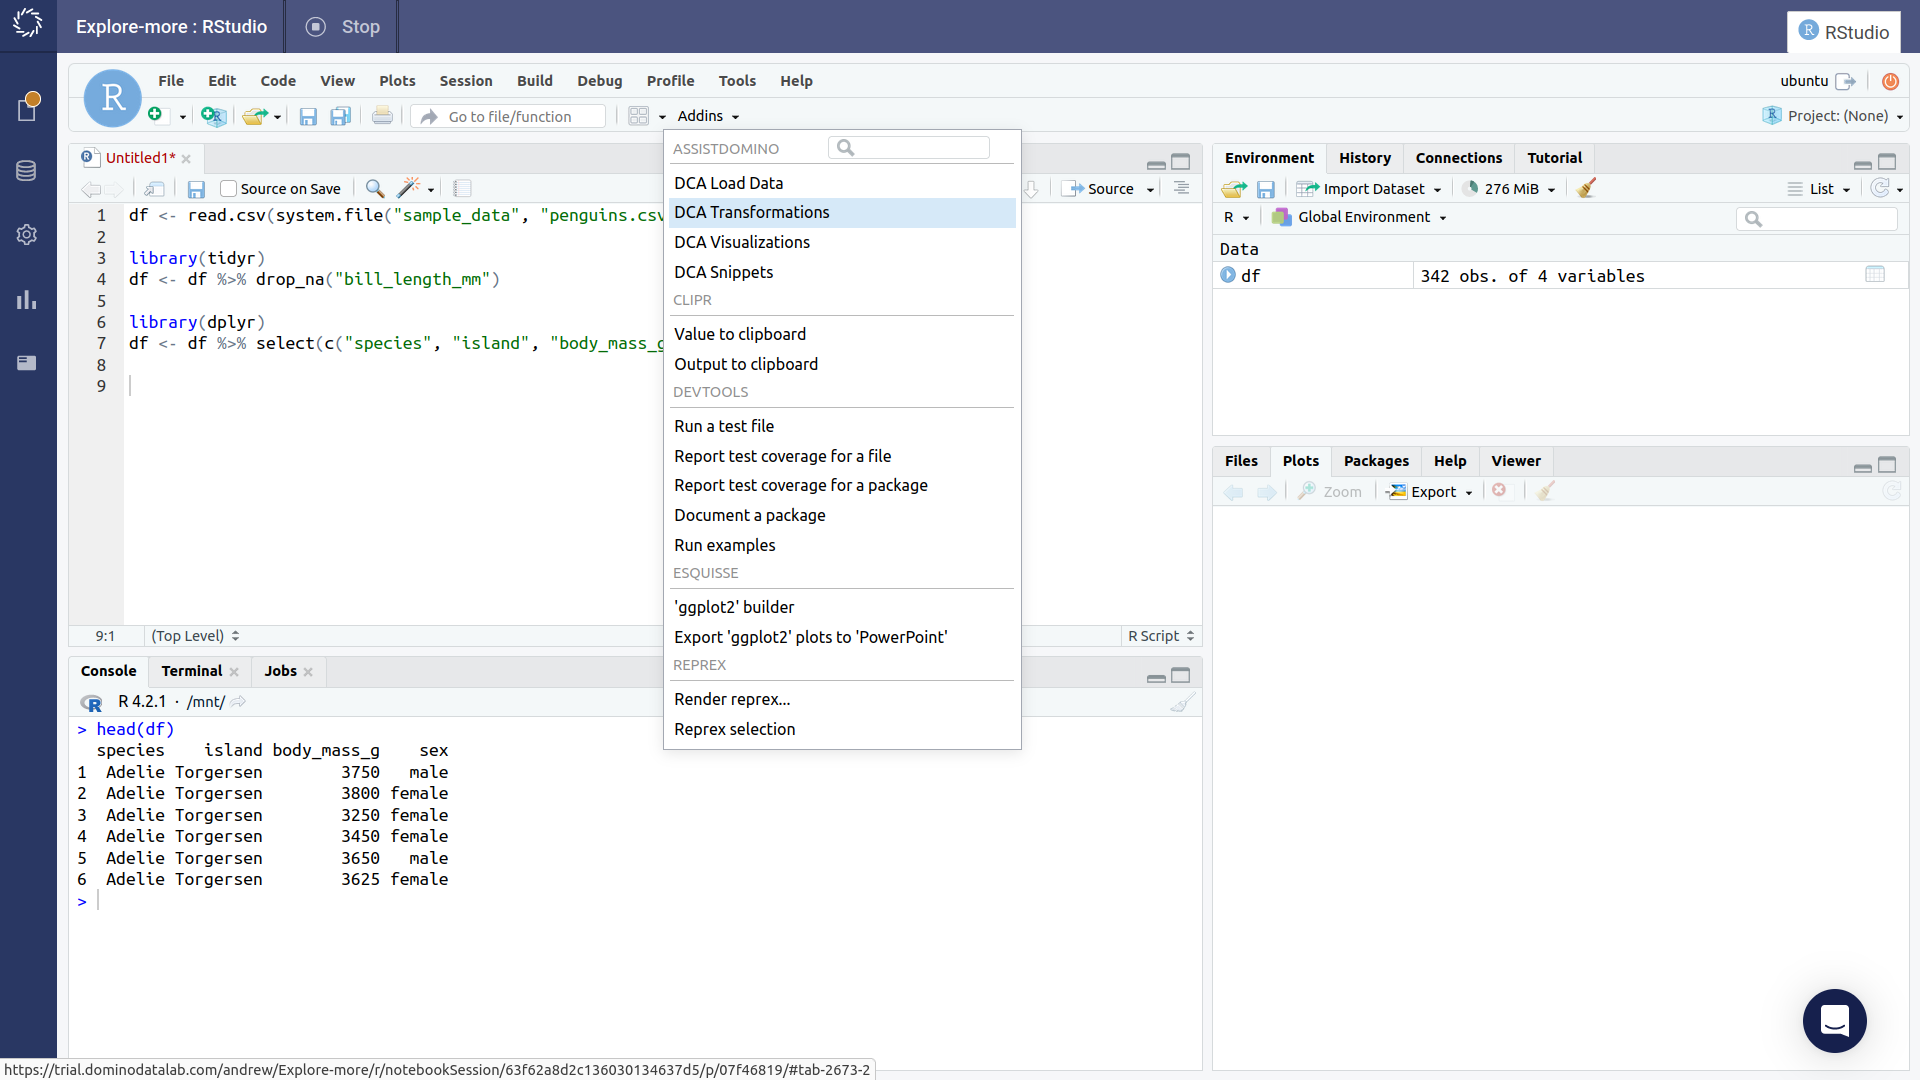 Explore-more : RStudio
Stop
RStudio
File Edit Code View Plots Session Build Debug Profile Tools Help
ubuntu
Go to file/function
Addins
Project: (None)
Untitled1*
Source on Save
Source
1 df <- read.csv(system.file("sample_data", "penguins.csv
2
3 library(tidyr)
4 df <- df %>% drop_na("bill_length_mm")
5
6 library(dplyr)
7 df <- df %>% select(c("species", "island", "body_mass_g
8
9
9:1 (Top Level)
R Script
ASSISTDOMINO
DCA Load Data
DCA Transformations
DCA Visualizations
DCA Snippets
CLIPR
Value to clipboard
Output to clipboard
DEVTOOLS
Run a test file
Report test coverage for a file
Report test coverage for a package
Document a package
Run examples
ESQUISSE
'ggplot2' builder
Export 'ggplot2' plots to 'PowerPoint'
REPREX
Render reprex...
Reprex selection
Console Terminal Jobs
R 4.2.1 · /mnt/
> head(df)
species island body_mass_g sex
1 Adelie Torgersen 3750 male
2 Adelie Torgersen 3800 female
3 Adelie Torgersen 3250 female
4 Adelie Torgersen 3450 female
5 Adelie Torgersen 3650 male
6 Adelie Torgersen 3625 female
>
Environment History Connections Tutorial
Import Dataset 276 MiB List
R Global Environment
Data
df 342 obs. of 4 variables
Files Plots Packages Help Viewer
Zoom Export
https://trial.dominodatalab.com/andrew/Explore-more/r/notebookSession/63f62a8d2c136030134637d5/p/07f46819/#tab-2673-2